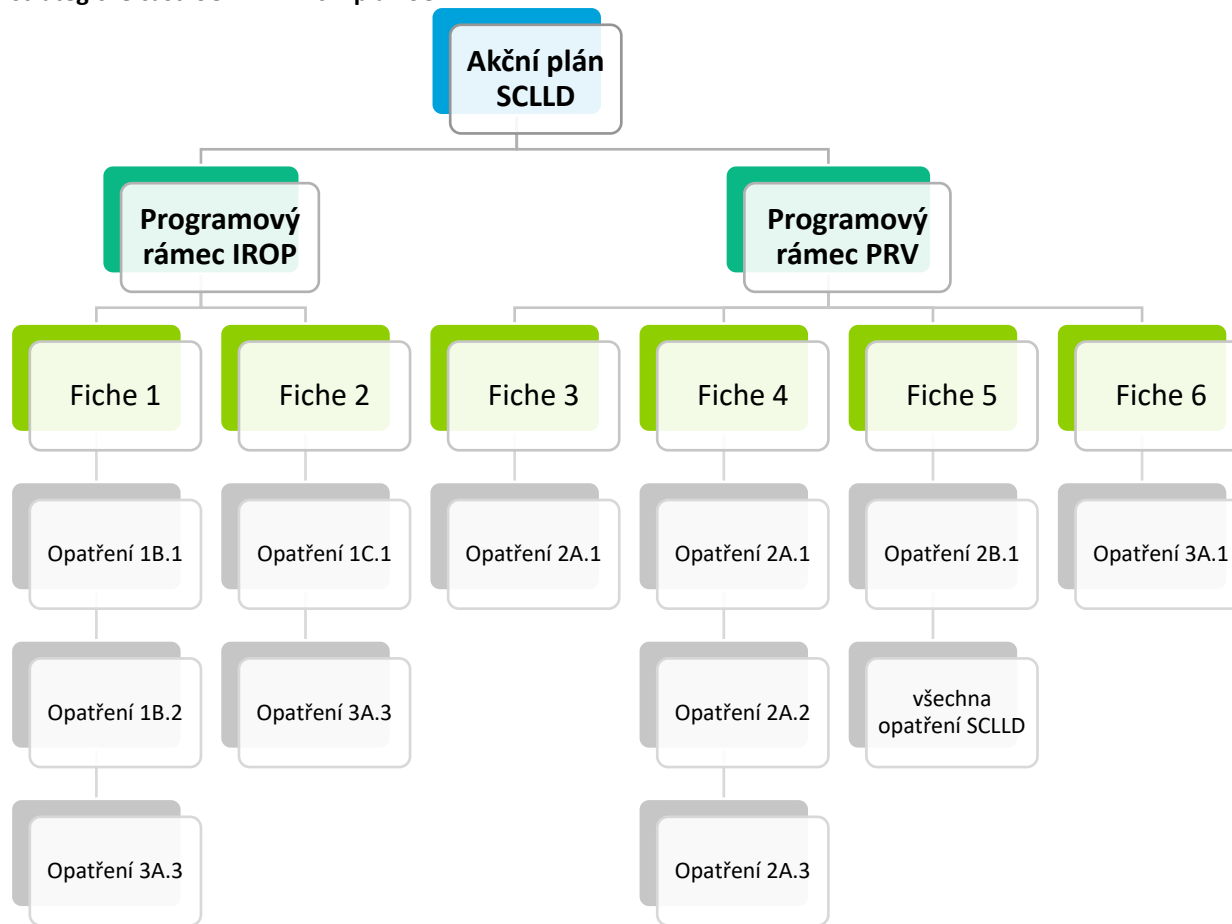 Akční plán
SCLLD
Programový
rámec IROP
Programový
rámec PRV
Fiche 1
Fiche 2
Fiche 3
Fiche 4
Fiche 5
Fiche 6
Opatření 1B.1
Opatření 1C.1
Opatření 2A.1
Opatření 2A.1
Opatření 2B.1
Opatření 3A.1
Opatření 1B.2
Opatření 3A.3
Opatření 2A.2
všechna
opatření SCLLD
Opatření 3A.3
Opatření 2A.3